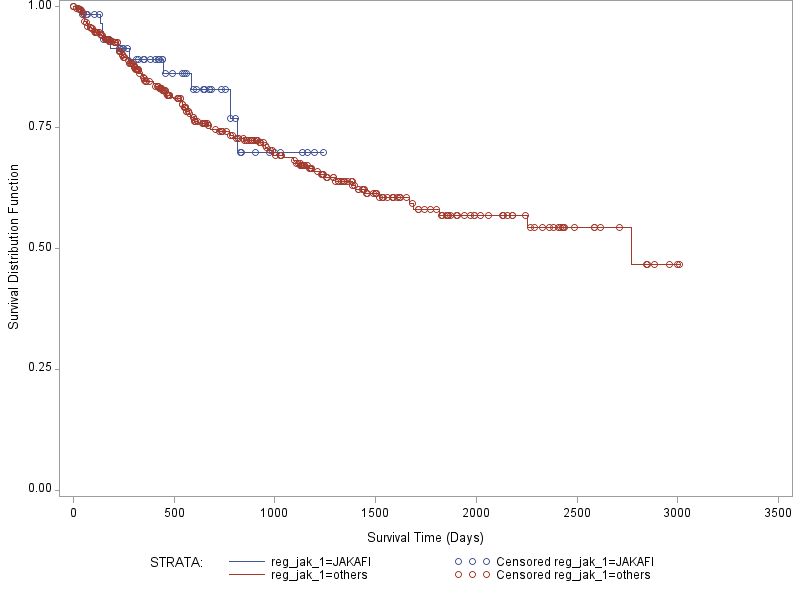 1.00
0.75
0.50
0.25
0.00
Survival Distribution Function
0 500 1000 1500 2000 2500 3000 3500
Survival Time (Days)
STRATA: reg_jak_1=JAKAFI Censored reg_jak_1=JAKAFI
reg_jak_1=others Censored reg_jak_1=others